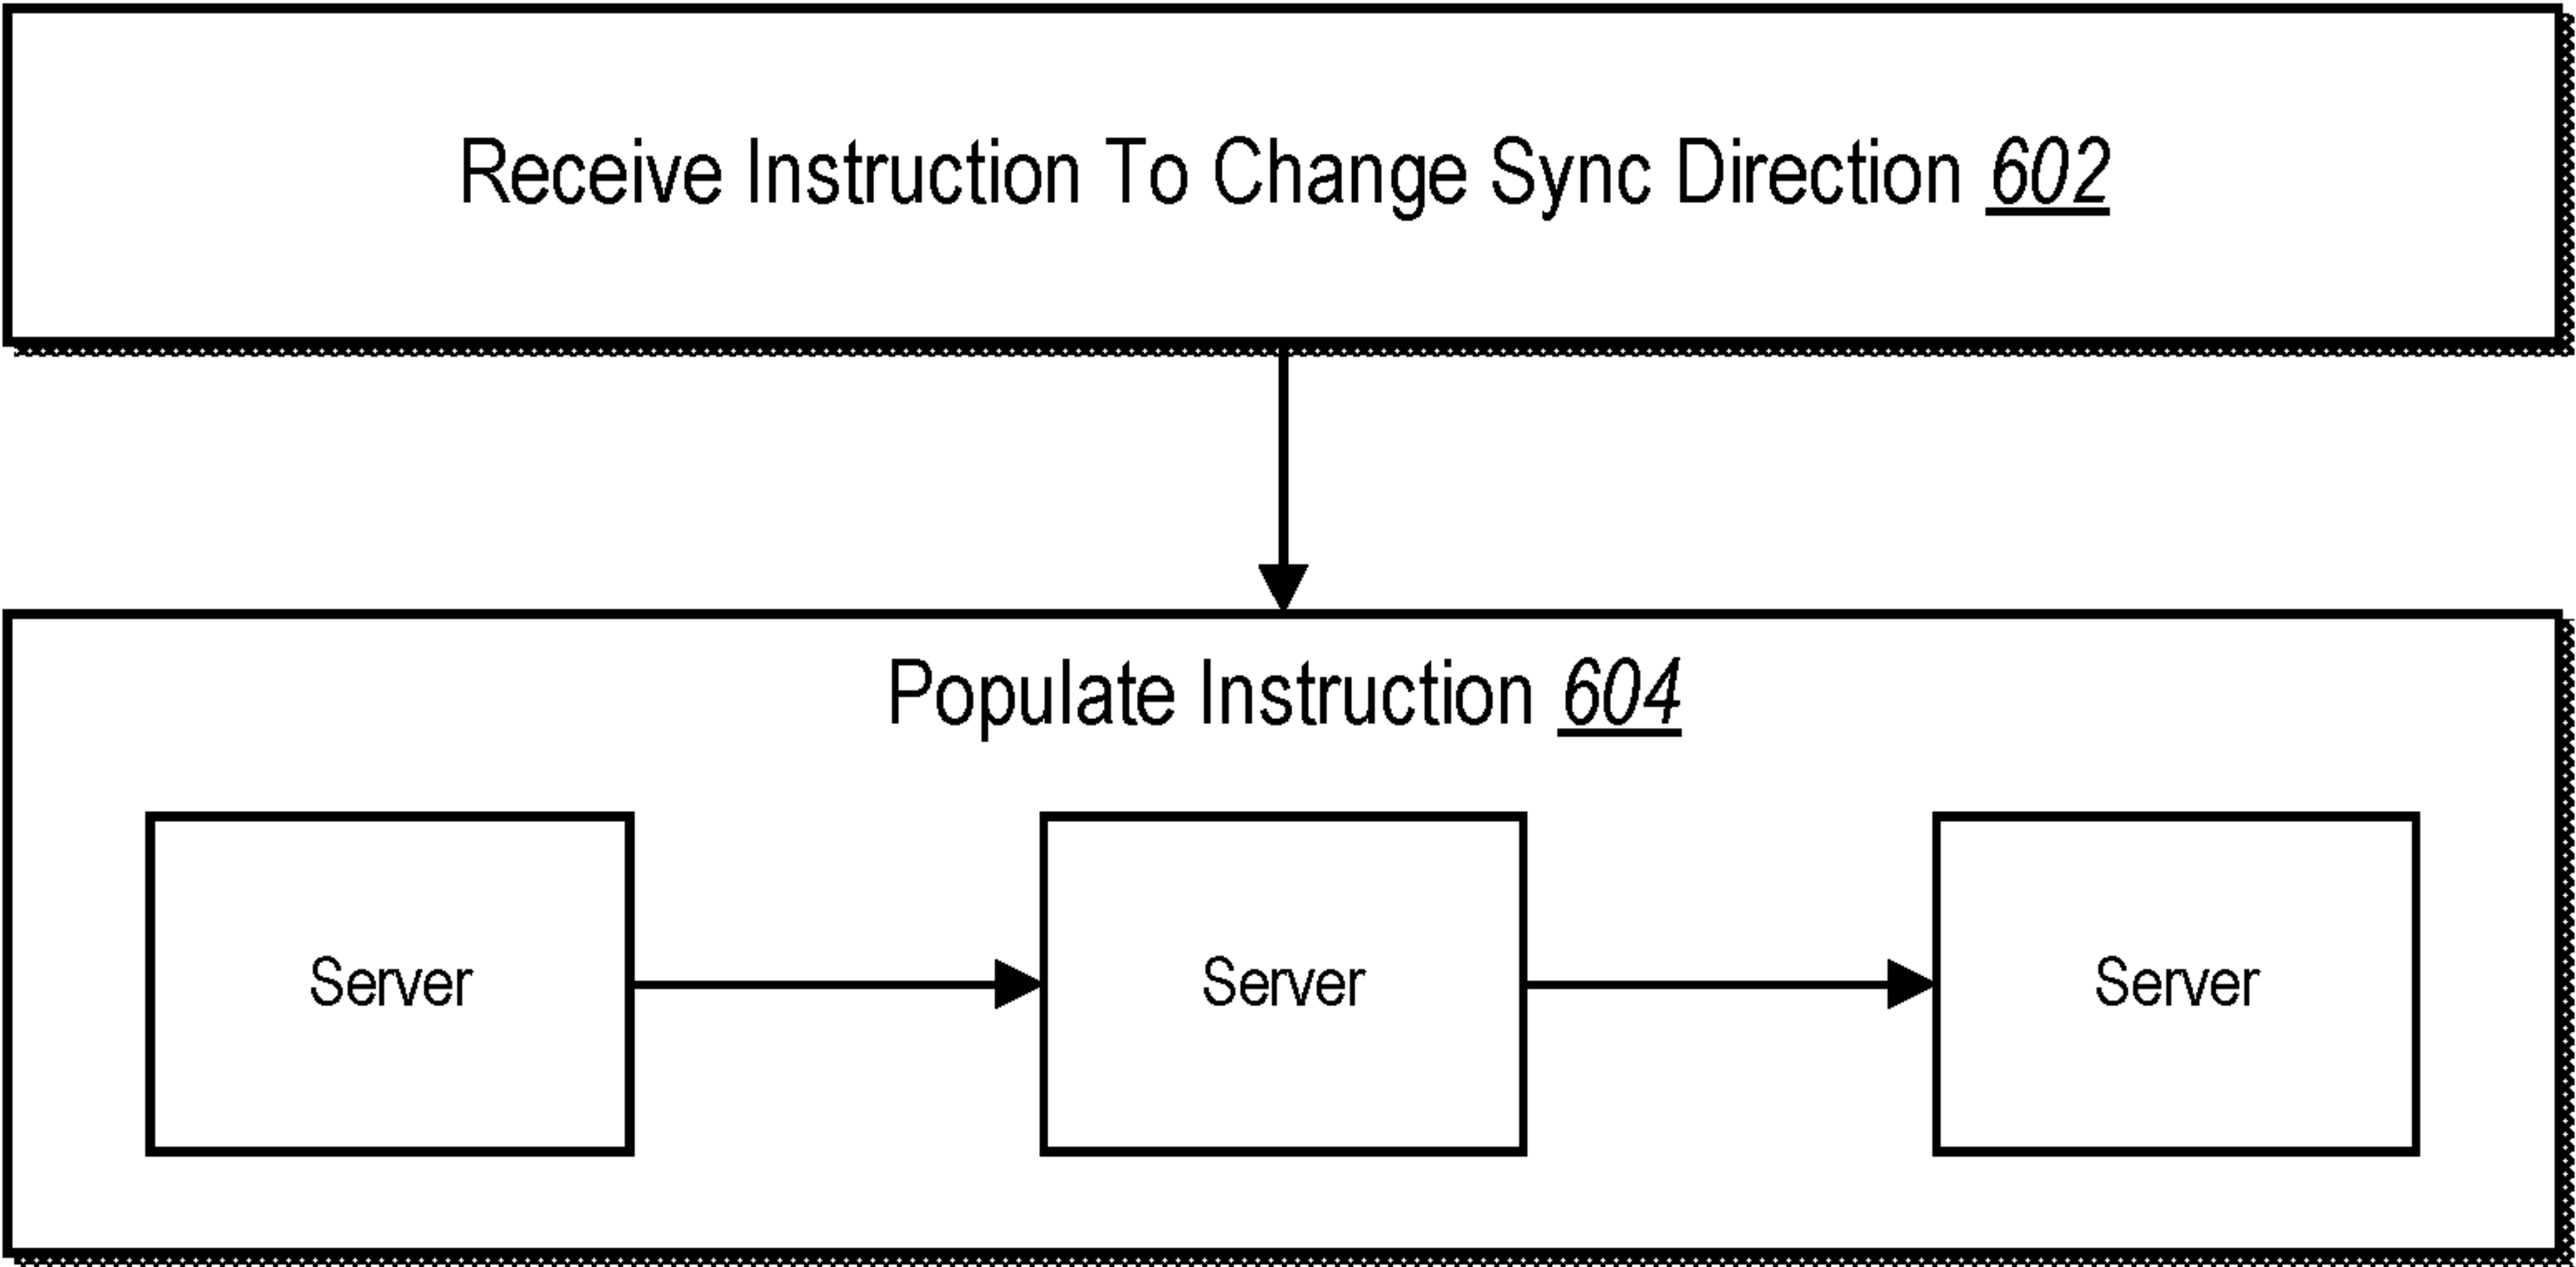 Receive Instruction To Change Sync Direction 602
Populate Instruction 604
Server
Server
Server